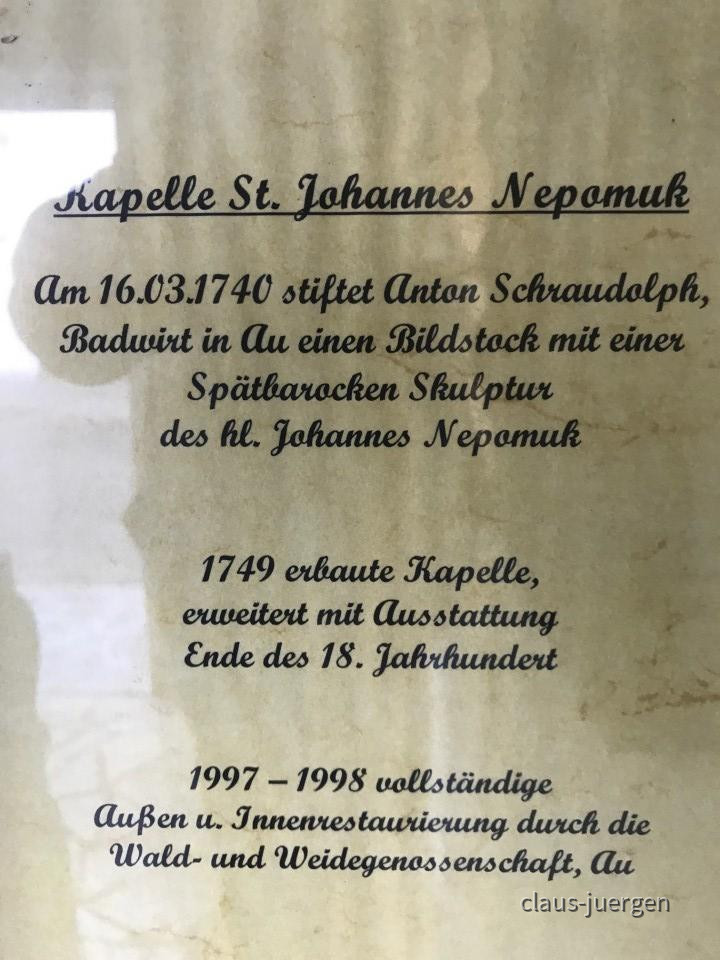 Kapelle St. Johannes Nepomuk
Am 16.03.1740 stiftet Anton Schraudolph,
Badwirt in Au einen Bildstock mit einer
Spätbarocken Skulptur
des hl. Johannes Nepomuk
1749 erbaute Kapelle,
erweitert mit Ausstattung
Ende des 18. Jahrhundert
1997 – 1998 vollständige
Außen u. Innenrestaurierung durch die
Wald- und Weidegenossenschaft, Au
claus-juergen